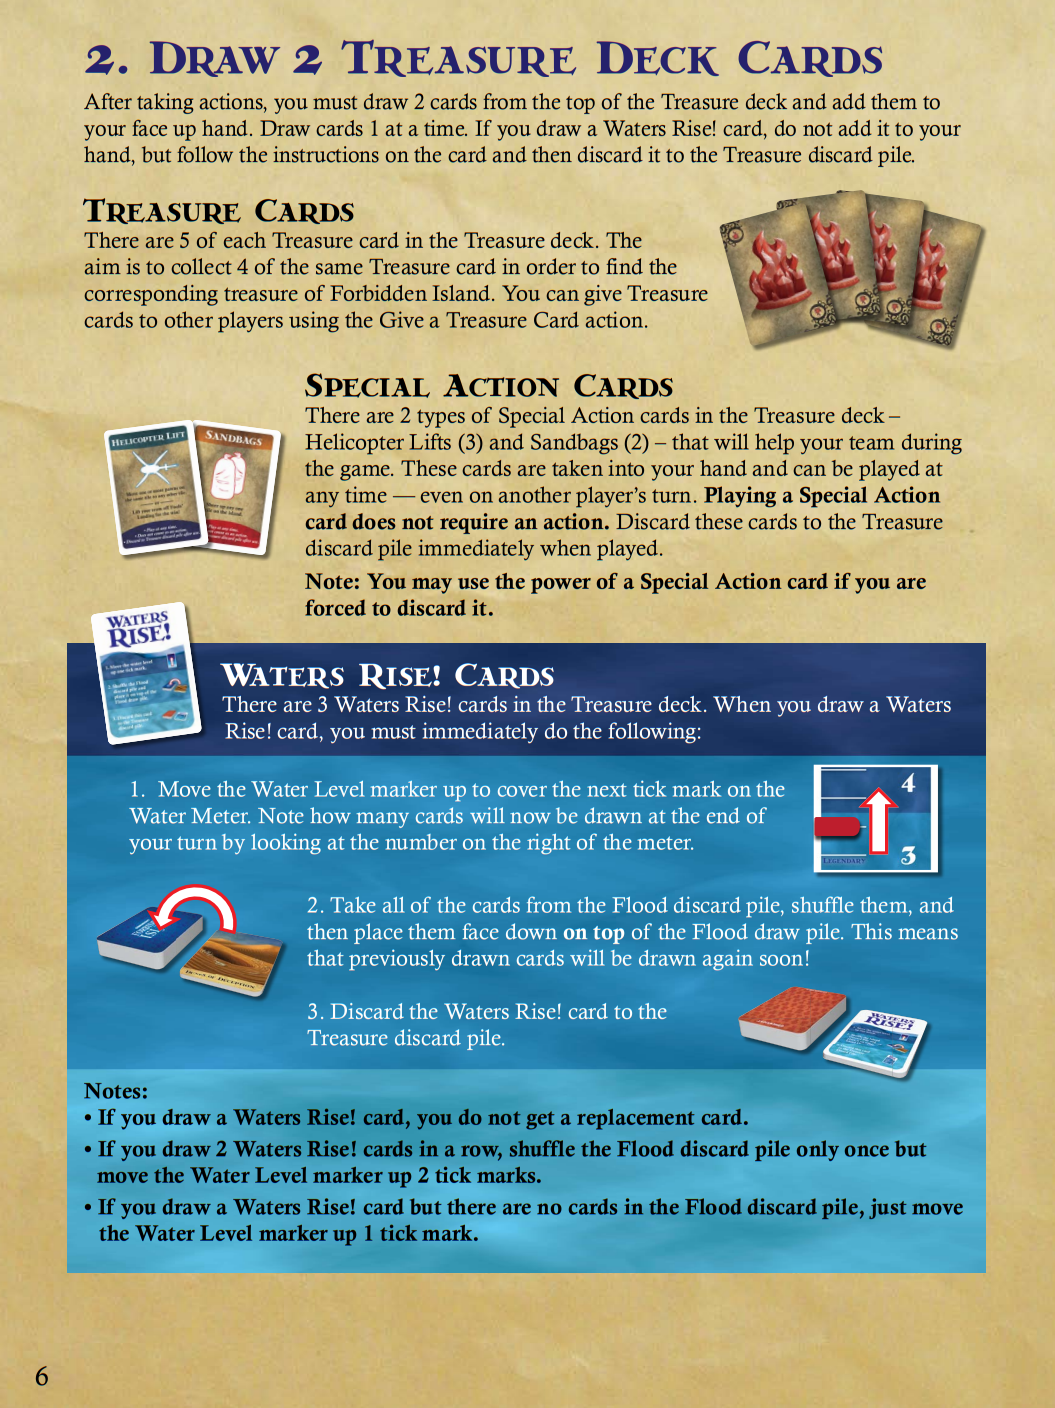 2. Draw 2 Treasure Deck Cards
After taking actions, you must draw 2 cards from the top of the Treasure deck and add them to
your face up hand. Draw cards 1 at a time. If you draw a Waters Rise! card, do not add it to your
hand, but follow the instructions on the card and then discard it to the Treasure discard pile.
Treasure Cards
There are 5 of each Treasure card in the Treasure deck. The
aim is to collect 4 of the same Treasure card in order to find the
corresponding treasure of Forbidden Island. You can give Treasure
cards to other players using the Give a Treasure Card action.
Special Action Cards
There are 2 types of Special Action cards in the Treasure deck –
Helicopter Lifts (3) and Sandbags (2) – that will help your team during
the game. These cards are taken into your hand and can be played at
any time — even on another player's turn. Playing a Special Action
card does not require an action. Discard these cards to the Treasure
discard pile immediately when played.
Note: You may use the power of a Special Action card if you are
forced to discard it.
Helicopter Lift
Sandbags
Waters
Rise!
Waters Rise! Cards
There are 3 Waters Rise! cards in the Treasure deck. When you draw a Waters
Rise! card, you must immediately do the following:
1. Move the Water Level marker up to cover the next tick mark on the
Water Meter. Note how many cards will now be drawn at the end of
your turn by looking at the number on the right of the meter.
4
3
Legendary
2. Take all of the cards from the Flood discard pile, shuffle them, and
then place them face down on top of the Flood draw pile. This means
that previously drawn cards will be drawn again soon!
of Deception
3. Discard the Waters Rise! card to the
Treasure discard pile.
Waters
Rise!
Notes:
• If you draw a Waters Rise! card, you do not get a replacement card.
• If you draw 2 Waters Rise! cards in a row, shuffle the Flood discard pile only once but
move the Water Level marker up 2 tick marks.
• If you draw a Waters Rise! card but there are no cards in the Flood discard pile, just move
the Water Level marker up 1 tick mark.
6